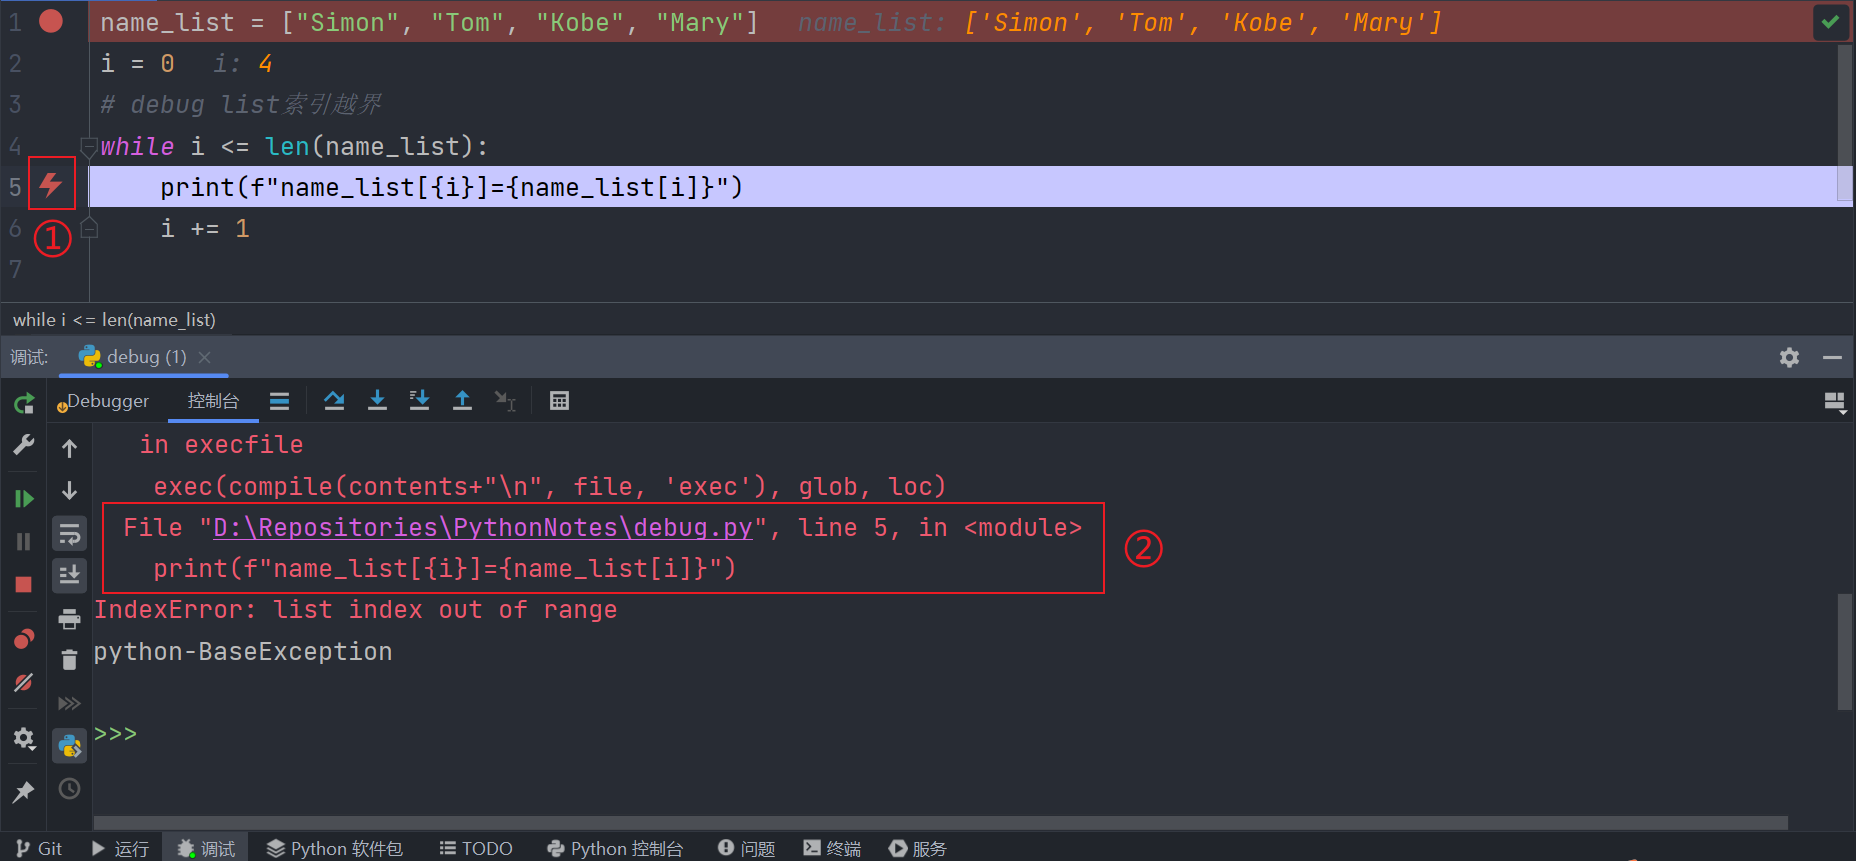 1 name_list = ["Simon", "Tom", "Kobe", "Mary"] name_list: ['Simon', 'Tom', 'Kobe', 'Mary']
2 i = 0 i: 4
3 # debug list索引越界
4 while i <= len(name_list):
5 print(f"name_list[{i}]={name_list[i]}")
① 6 i += 1
7
while i <= len(name_list)
调试: debug (1)
Debugger 控制台
in execfile
exec(compile(contents+"\n", file, 'exec'), glob, loc)
File "D:\Repositories\PythonNotes\debug.py", line 5, in <module>
②
print(f"name_list[{i}]={name_list[i]}")
IndexError: list index out of range
python-BaseException
>>>
Git 运行 调试 Python 软件包 TODO Python 控制台 问题 终端 服务